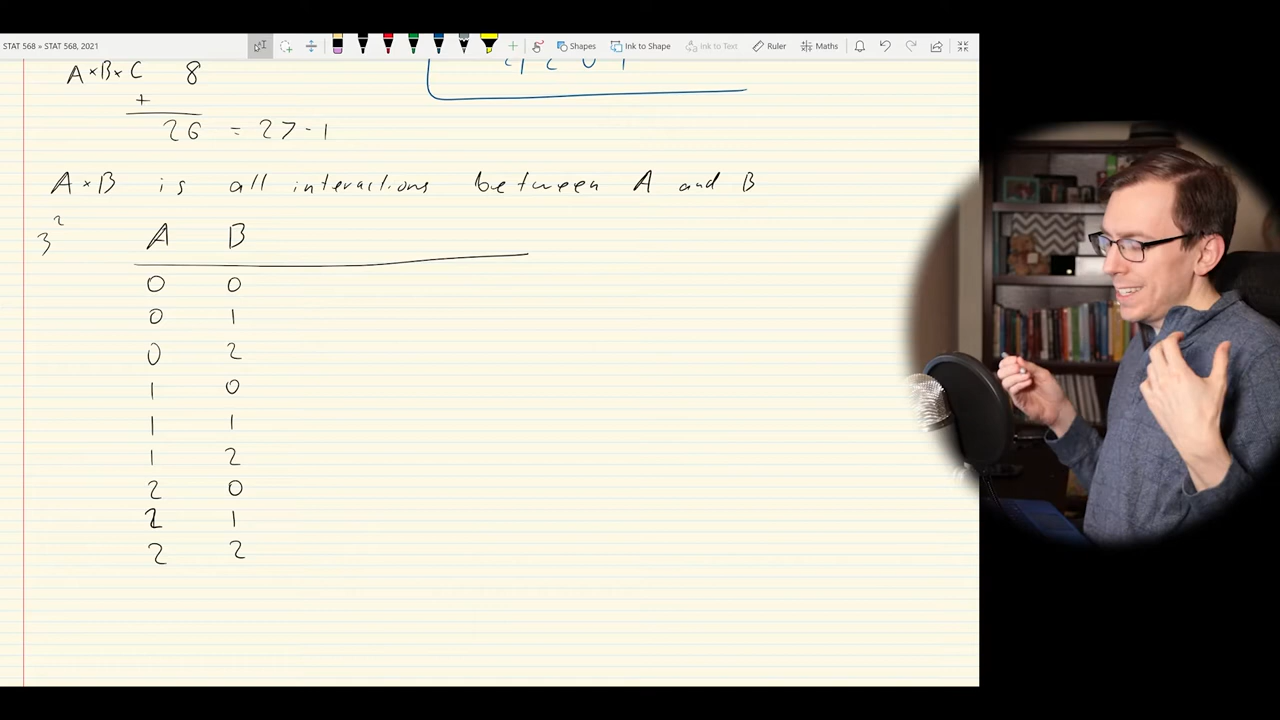 STAT 568 » STAT 568, 2021
Shapes Ink to Shape Ink to Text Ruler Maths
A × B × C 8
+
26 = 27 - 1
A × B is all interactions between A and B
3²
A B
0 0
0 1
0 2
1 0
1 1
1 2
2 0
2 1
2 2